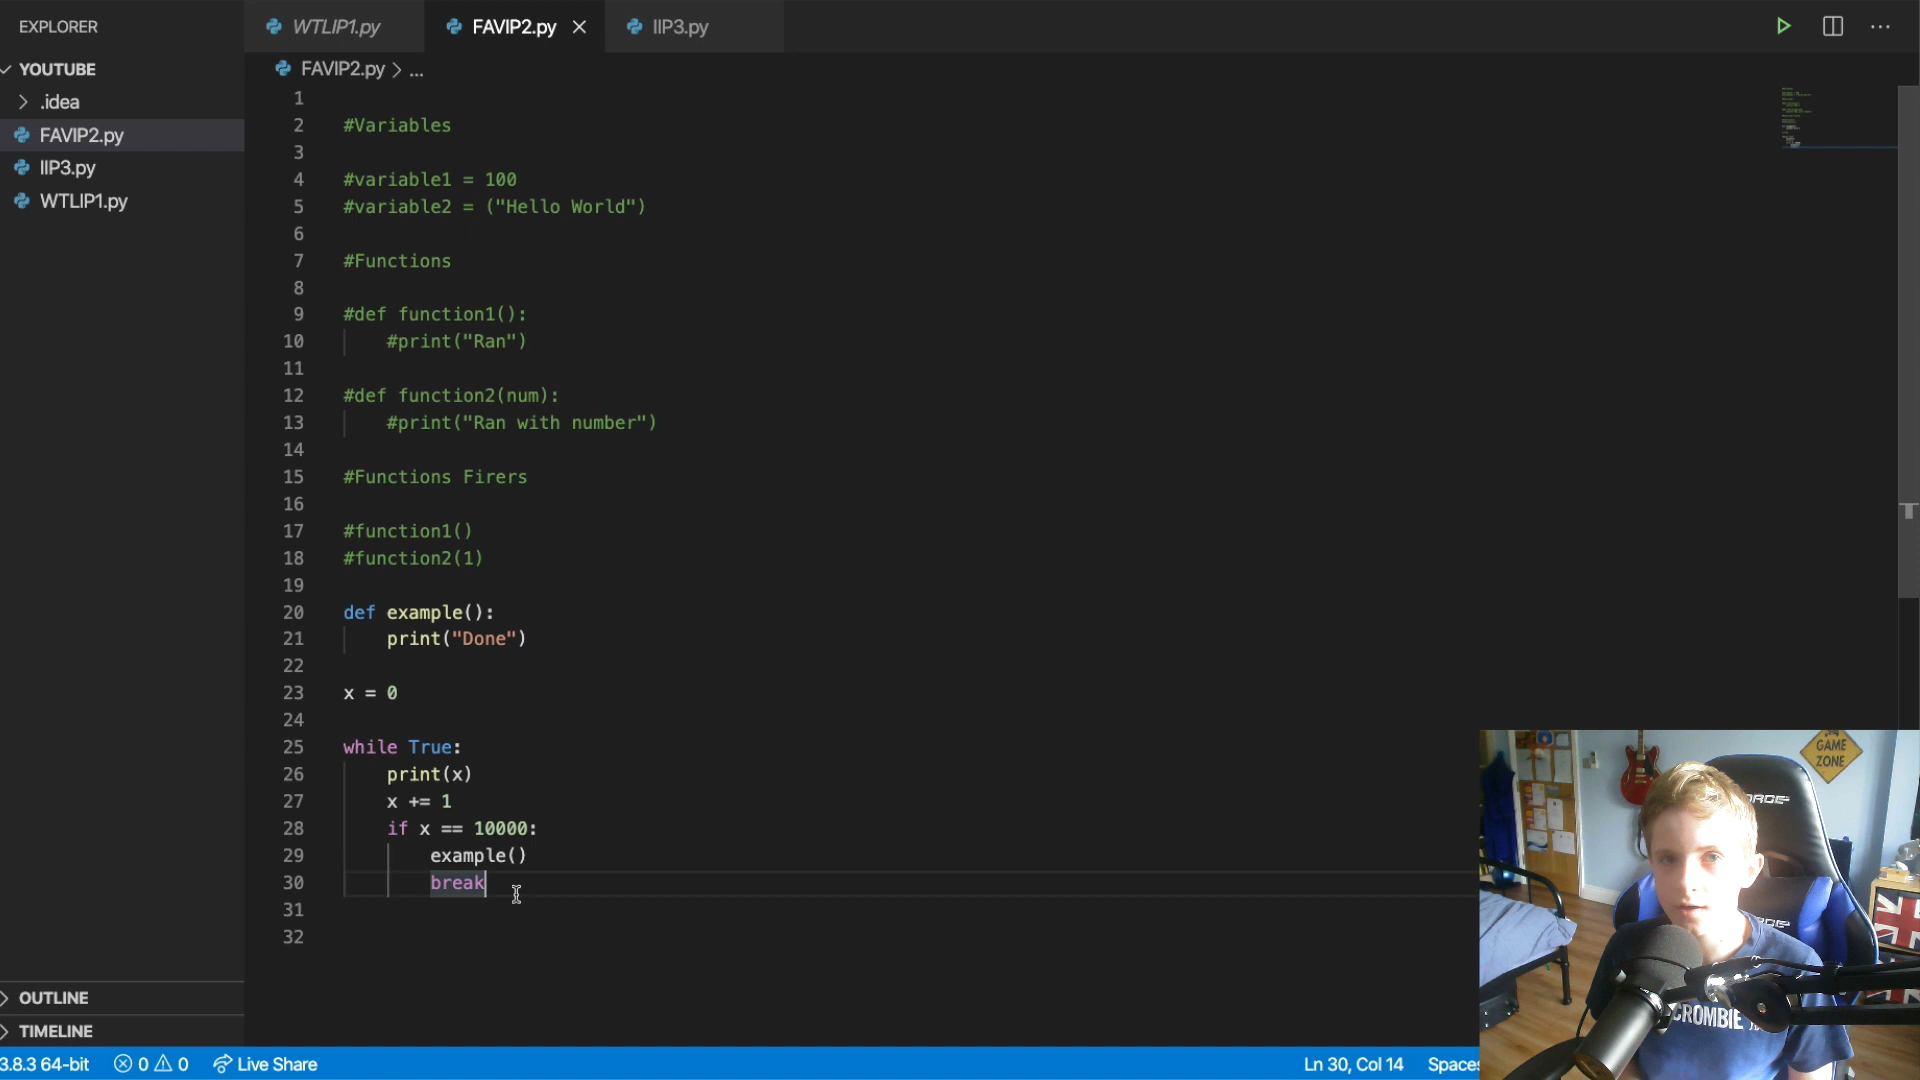 EXPLORER
WTLIP1.py
FAVIP2.py
IIP3.py
YOUTUBE
.idea
FAVIP2.py
IIP3.py
WTLIP1.py
FAVIP2.py > ...
1
2 #Variables
3
4 #variable1 = 100
5 #variable2 = ("Hello World")
6
7 #Functions
8
9 #def function1():
10 #print("Ran")
11
12 #def function2(num):
13 #print("Ran with number")
14
15 #Functions Firers
16
17 #function1()
18 #function2(1)
19
20 def example():
21 print("Done")
22
23 x = 0
24
25 while True:
26 print(x)
27 x += 1
28 if x == 10000:
29 example()
30 break
31
32
GAME
ZONE
CROMBIE
OUTLINE
TIMELINE
3.8.3 64-bit
0
0
Live Share
Ln 30, Col 14
Spaces